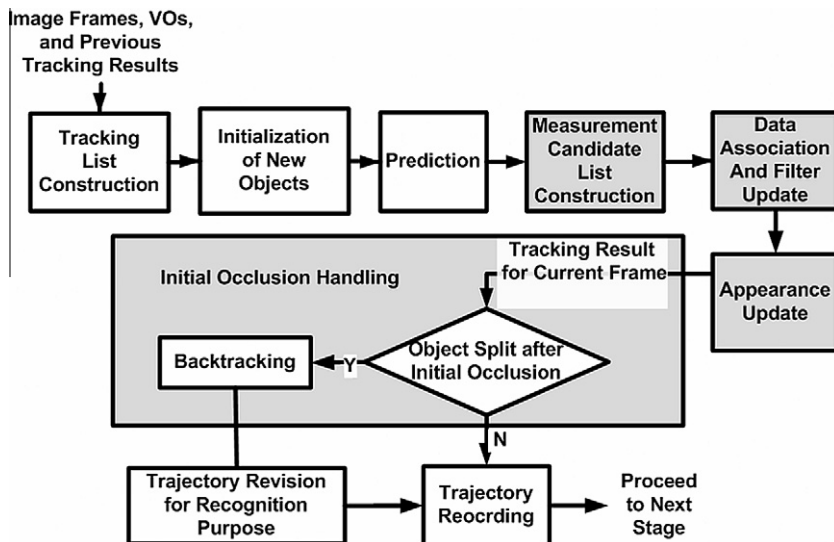 Image Frames, VOs,
and Previous
Tracking Results
Tracking
List
Construction
Initialization
of New
Objects
Prediction
Measurement
Candidate
List
Construction
Data
Association
And Filter
Update
Appearance
Update
Tracking Result
for Current Frame
Initial Occlusion Handling
Object Split after
Initial Occlusion
Y
Backtracking
N
Trajectory Revision
for Recognition
Purpose
Trajectory
Reocrding
Proceed
to Next
Stage